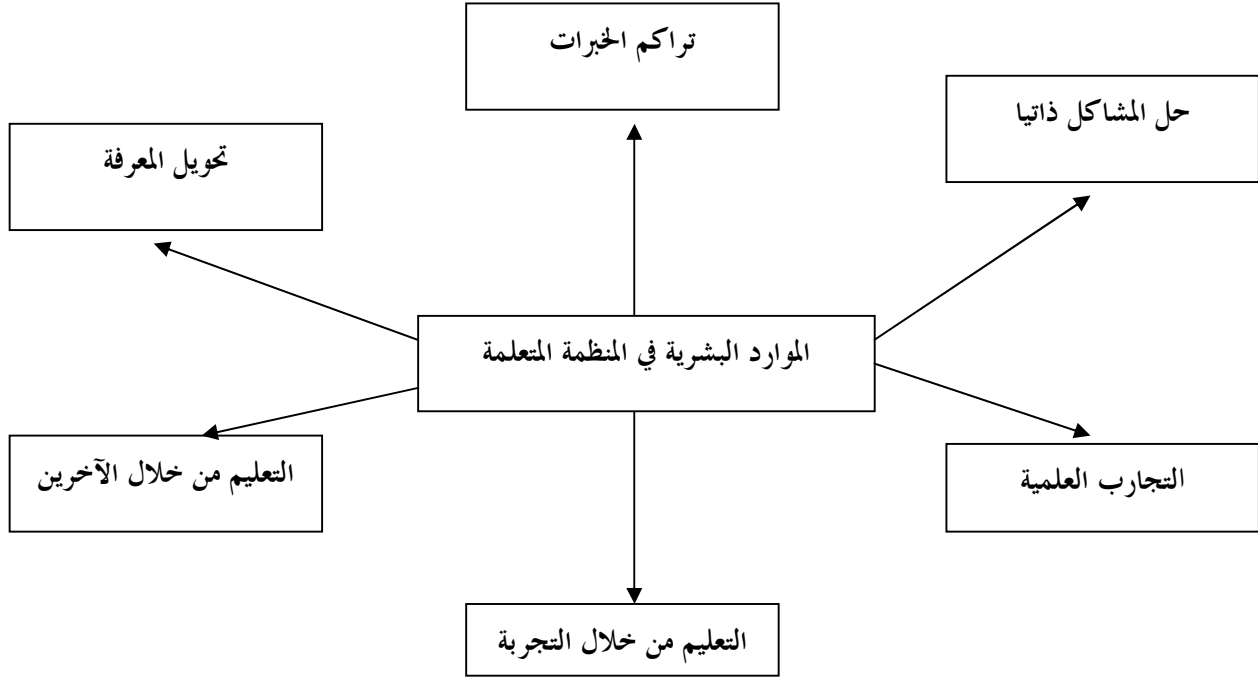 تراكم الخبرات
حل المشاكل ذاتيا
تحويل المعرفة
الموارد البشرية في المنظمة المتعلمة
التجارب العلمية
التعليم من خلال الآخرين
التعليم من خلال التجربة